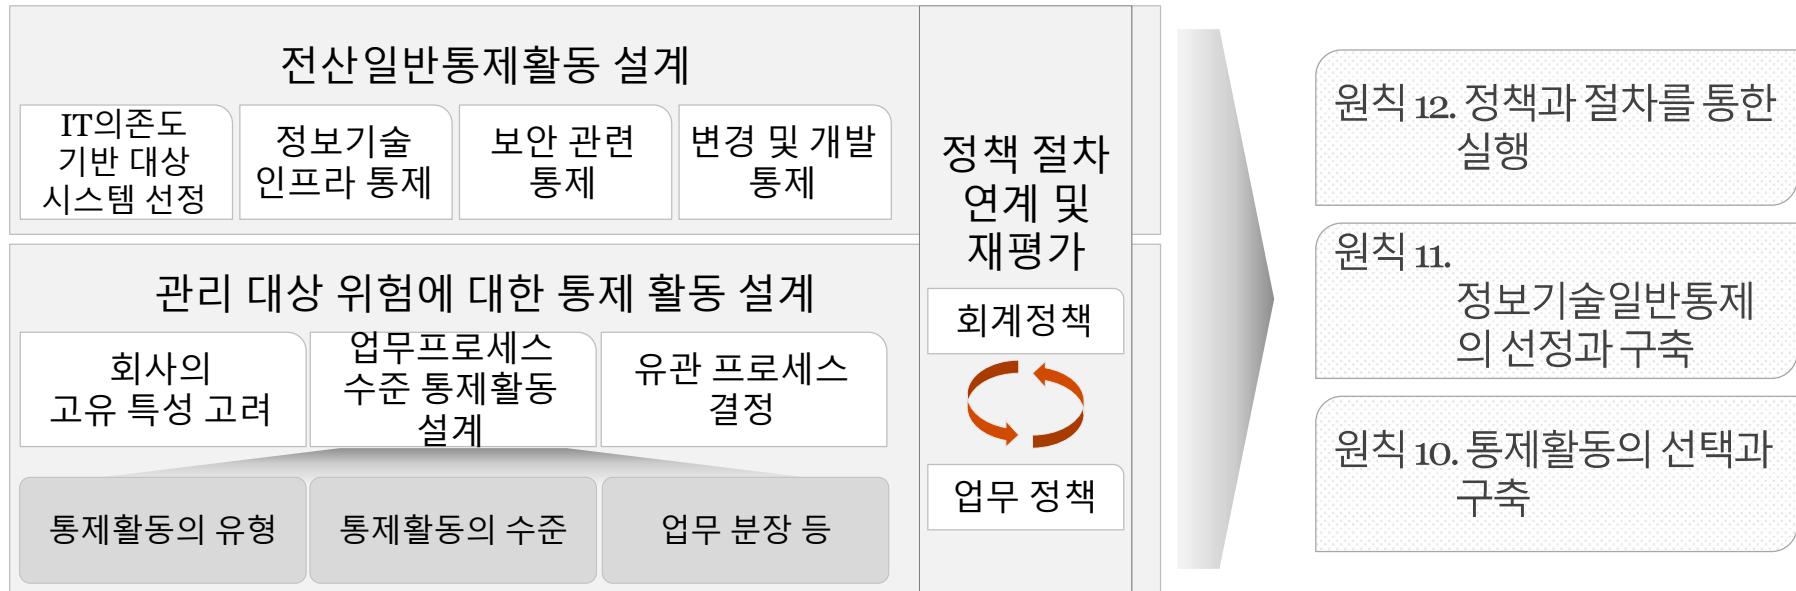 전산일반통제활동 설계
IT의존도
기반 대상
시스템 선정
정보기술
인프라 통제
보안 관련
통제
변경 및 개발
통제
관리 대상 위험에 대한 통제 활동 설계
회사의
고유 특성 고려
업무프로세스
수준 통제활동
설계
유관 프로세스
결정
통제활동의 유형
통제활동의 수준
업무 분장 등
정책 절차
연계 및
재평가
회계정책
업무 정책
원칙 12. 정책과 절차를 통한
실행
원칙 11.
정보기술일반통제
의 선정과 구축
원칙 10. 통제활동의 선택과
구축